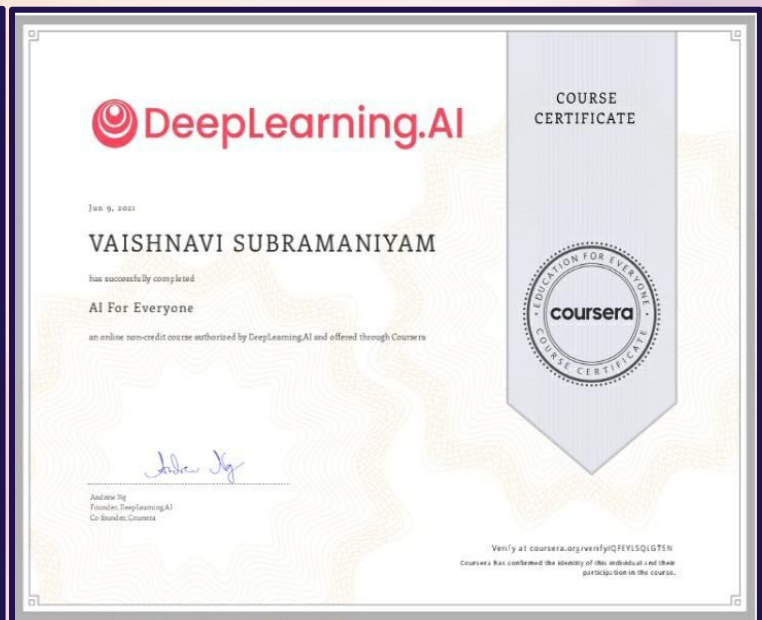 DeepLearning.AI
COURSE
CERTIFICATE
Jun 9, 2021
VAISHNAVI SUBRAMANIYAM
has successfully completed
AI For Everyone
an online non-credit course authorized by DeepLearning.AI and offered through Coursera
EDUCATION FOR EVERYONE
coursera
COURSE CERTIFICATE
Andrew Ng
Andrew Ng
Founder, DeepLearning.AI
Co-founder, Coursera
Verify at coursera.org/verify/
Coursera has confirmed the identity of this individual and their
participation in the course.